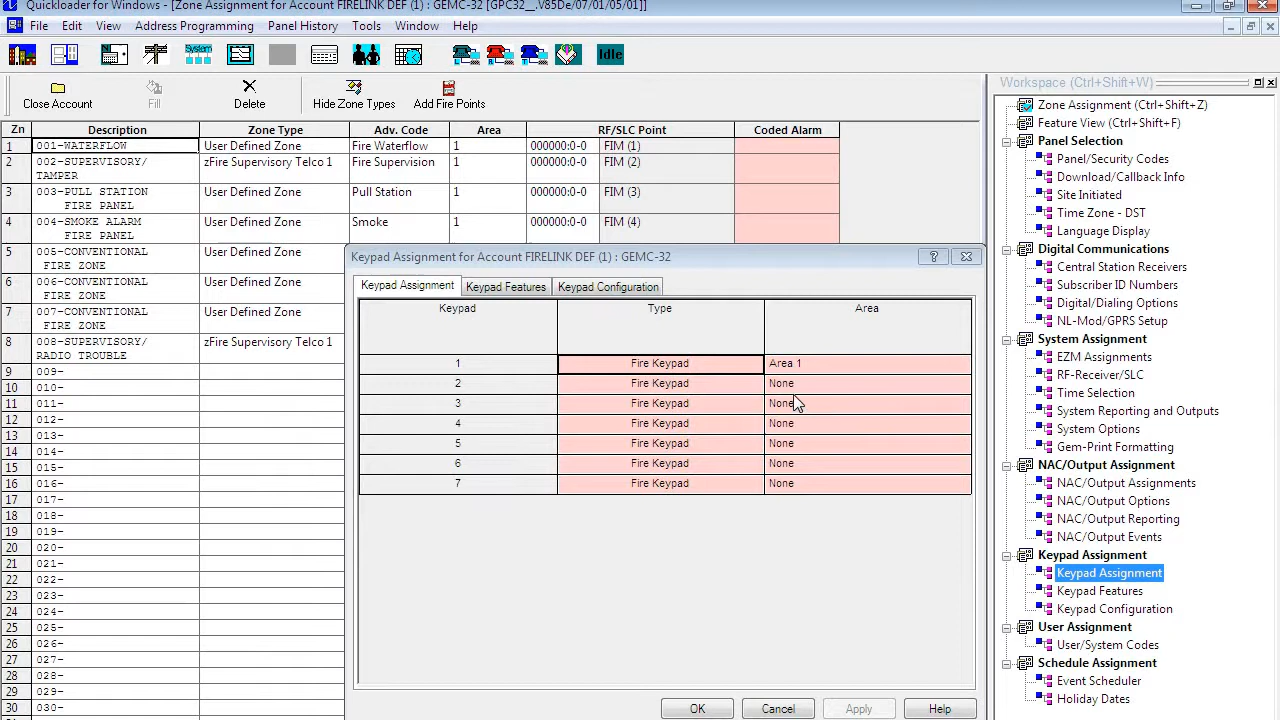 Quickloader for Windows - [Zone Assignment for Account FIRELINK DEF (1) : GEMC-32 [GPC32__.V85De/07/01/05/01]]
File Edit View Address Programming Panel History Tools Window Help
System Idle
Close Account Fill Delete Hide Zone Types Add Fire Points
Zn Description Zone Type Adv. Code Area RF/SLC Point Coded Alarm
1 001-WATERFLOW User Defined Zone Fire Waterflow 1 000000:0-0 FIM (1)
2 002-SUPERVISORY/ zFire Supervisory Telco 1 Fire Supervision 1 000000:0-0 FIM (2)
TAMPER
3 003-PULL STATION User Defined Zone Pull Station 1 000000:0-0 FIM (3)
FIRE PANEL
4 004-SMOKE ALARM User Defined Zone Smoke 1 000000:0-0 FIM (4)
FIRE PANEL
5 005-CONVENTIONAL User Defined Zone
FIRE ZONE
6 006-CONVENTIONAL User Defined Zone
FIRE ZONE
7 007-CONVENTIONAL User Defined Zone
FIRE ZONE
8 008-SUPERVISORY/ zFire Supervisory Telco 1
RADIO TROUBLE
9 009-
10 010-
11 011-
12 012-
13 013-
14 014-
15 015-
16 016-
17 017-
18 018-
19 019-
20 020-
21 021-
22 022-
23 023-
24 024-
25 025-
26 026-
27 027-
28 028-
29 029-
30 030-
Keypad Assignment for Account FIRELINK DEF (1) : GEMC-32
Keypad Assignment Keypad Features Keypad Configuration
Keypad Type Area
1 Fire Keypad Area 1
2 Fire Keypad None
3 Fire Keypad None
4 Fire Keypad None
5 Fire Keypad None
6 Fire Keypad None
7 Fire Keypad None
OK Cancel Apply Help
Workspace (Ctrl+Shift+W)
Zone Assignment (Ctrl+Shift+Z)
Feature View (Ctrl+Shift+F)
Panel Selection
Panel/Security Codes
Download/Callback Info
Site Initiated
Time Zone - DST
Language Display
Digital Communications
Central Station Receivers
Subscriber ID Numbers
Digital/Dialing Options
NL-Mod/GPRS Setup
System Assignment
EZM Assignments
RF-Receiver/SLC
Time Selection
System Reporting and Outputs
System Options
Gem-Print Formatting
NAC/Output Assignment
NAC/Output Assignments
NAC/Output Options
NAC/Output Reporting
NAC/Output Events
Keypad Assignment
Keypad Assignment
Keypad Features
Keypad Configuration
User Assignment
User/System Codes
Schedule Assignment
Event Scheduler
Holiday Dates